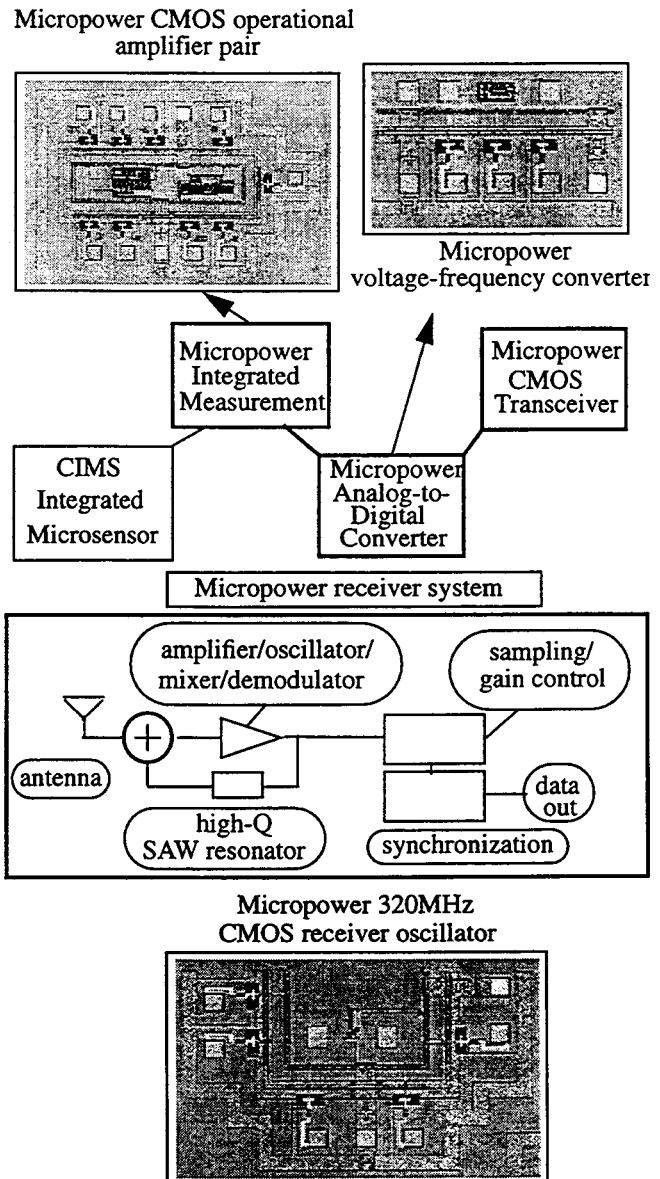 Micropower CMOS operational
amplifier pair
Micropower
voltage-frequency converter
Micropower
Integrated
Measurement
Micropower
CMOS
Transceiver
CIMS
Integrated
Microsensor
Micropower
Analog-to-
Digital
Converter
Micropower receiver system
amplifier/oscillator/
mixer/demodulator
sampling/
gain control
antenna
high-Q
SAW resonator
synchronization
data
out
Micropower 320MHz
CMOS receiver oscillator